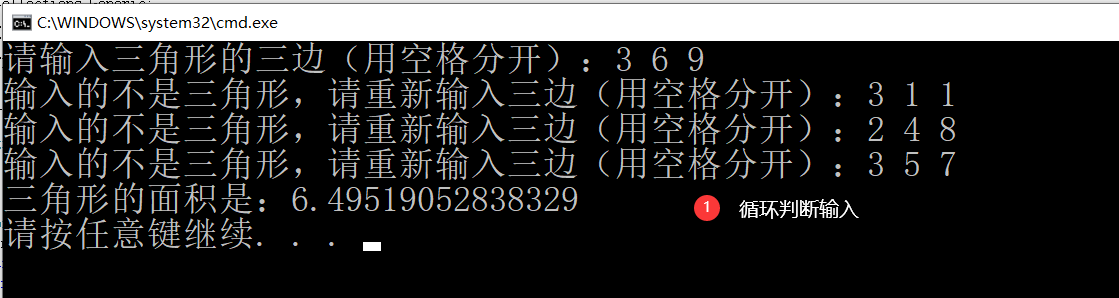 C:\WINDOWS\system32\cmd.exe
请输入三角形的三边（用空格分开）：3 6 9
输入的不是三角形，请重新输入三边（用空格分开）：3 1 1
输入的不是三角形，请重新输入三边（用空格分开）：2 4 8
输入的不是三角形，请重新输入三边（用空格分开）：3 5 7
三角形的面积是：6.49519052838329
1 循环判断输入
请按任意键继续. . .